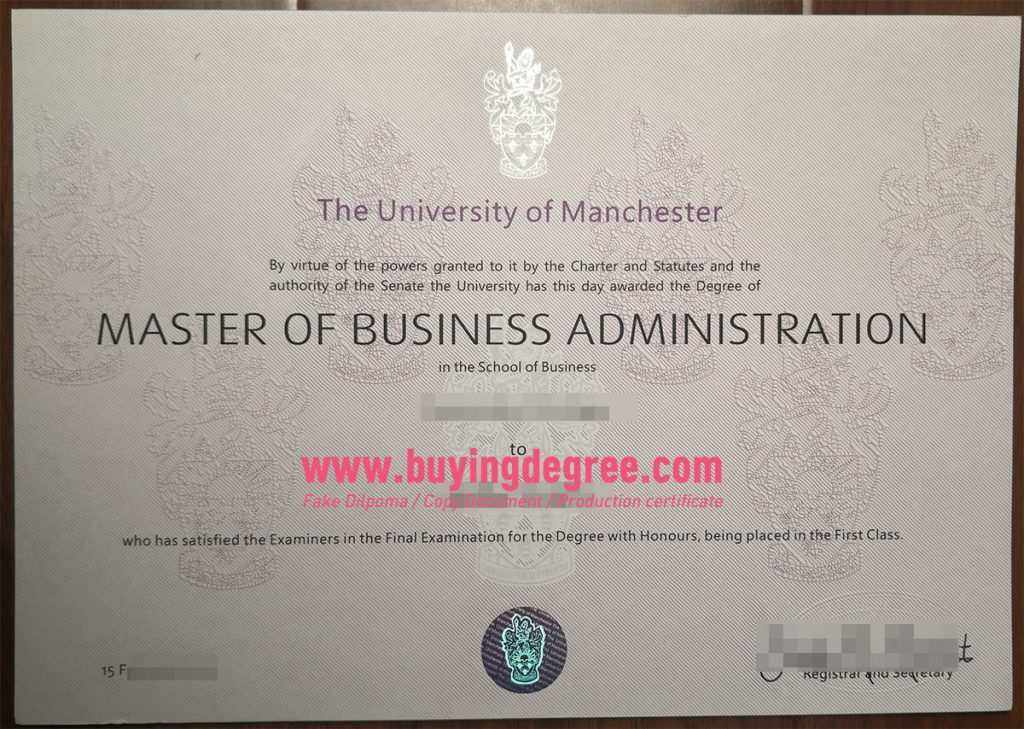 The University of Manchester
By virtue of the powers granted to it by the Charter and Statutes and the
authority of the Senate the University has this day awarded the Degree of
MASTER OF BUSINESS ADMINISTRATION
in the School of Business
to
www.buyingdegree.com
Fake Dilpoma / Copy Document / Production certificate
who has satisfied the Examiners in the Final Examination for the Degree with Honours, being placed in the First Class.
15 F
Registrar and Secretary